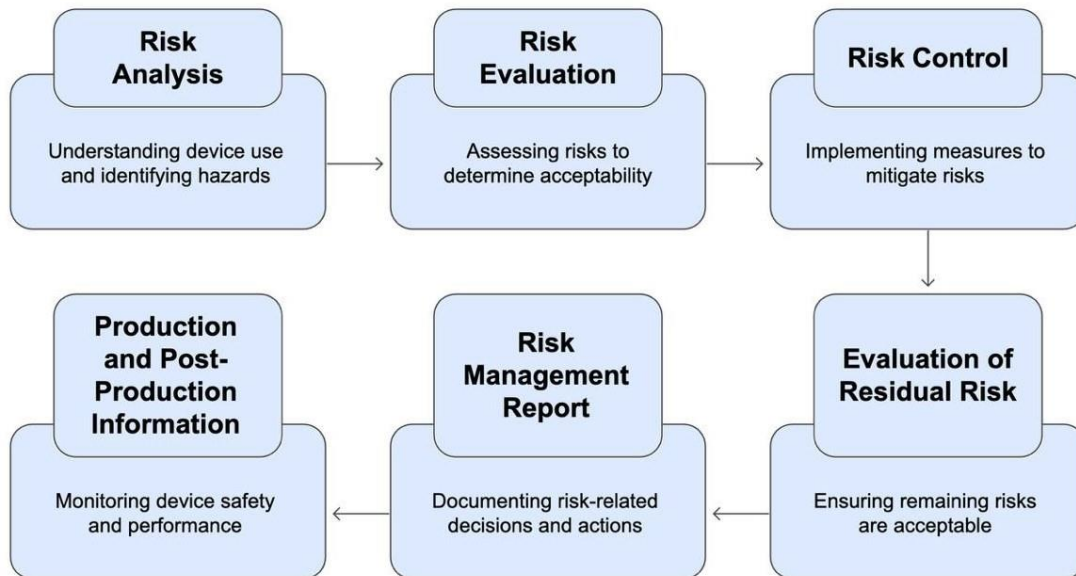 Risk
Analysis
Understanding device use
and identifying hazards
Risk
Evaluation
Assessing risks to
determine acceptability
Risk Control
Implementing measures to
mitigate risks
Evaluation of
Residual Risk
Ensuring remaining risks
are acceptable
Risk
Management
Report
Documenting risk-related
decisions and actions
Production
and Post-
Production
Information
Monitoring device safety
and performance